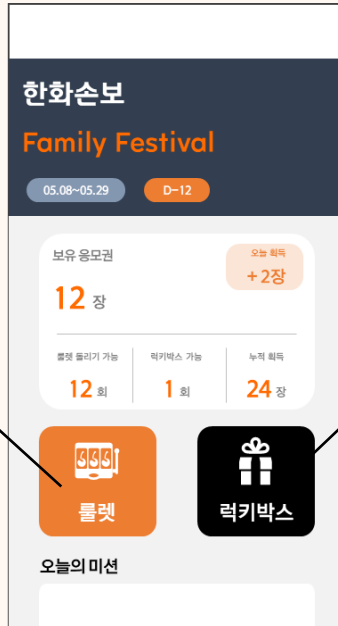 한화손보
Family Festival
05.08~05.29
D-12
보유 응모권
오늘 획득
12 장
+2장
룰렛 돌리기 가능
럭키박스 가능
누적 획득
12 회
1 회
24 장
룰렛
럭키박스
오늘의 미션